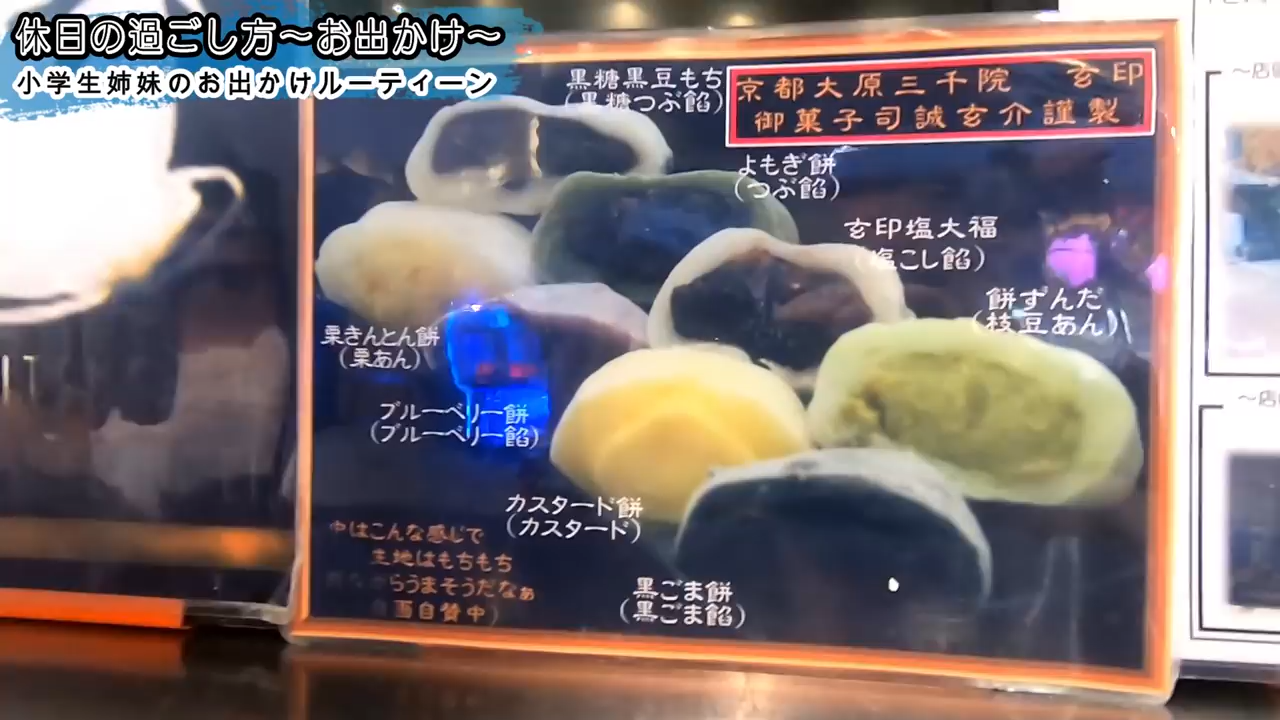 休日の過ごし方～お出かけ～
小学生姉妹のお出かけルーティーン
黒糖黒豆もち
(黒糖つぶ餡)
京都大原三千院 玄印
御菓子司誠玄介謹製
よもぎ餅
(つぶ餡)
玄印塩大福
(塩こし餡)
餅ずんだ
(枝豆あん)
栗きんとん餅
(栗あん)
ブルーベリー餅
(ブルーベリー餡)
カスタード餅
(カスタード)
中はこんな感じで
生地はもちもち
らうまそうだなぁ
画自賛中)
黒ごま餅
(黒ごま餡)
～店
～店